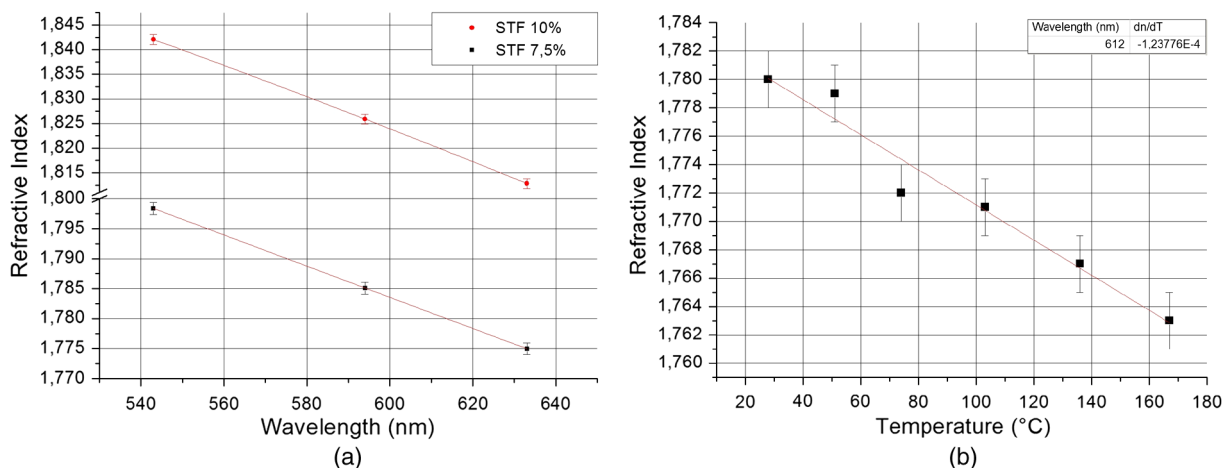 1,845
1,840
1,835
1,830
1,825
1,820
1,815
1,800
1,795
1,790
1,785
1,780
1,775
1,770
Refractive Index
STF 10%
STF 7,5%
540 560 580 600 620 640
Wavelength (nm)
(a)
1,784
1,782
1,780
1,778
1,776
1,774
1,772
1,770
1,768
1,766
1,764
1,762
1,760
Refractive Index
Wavelength (nm) dn/dT
612 -1,23776E-4
20 40 60 80 100 120 140 160 180
Temperature (°C)
(b)